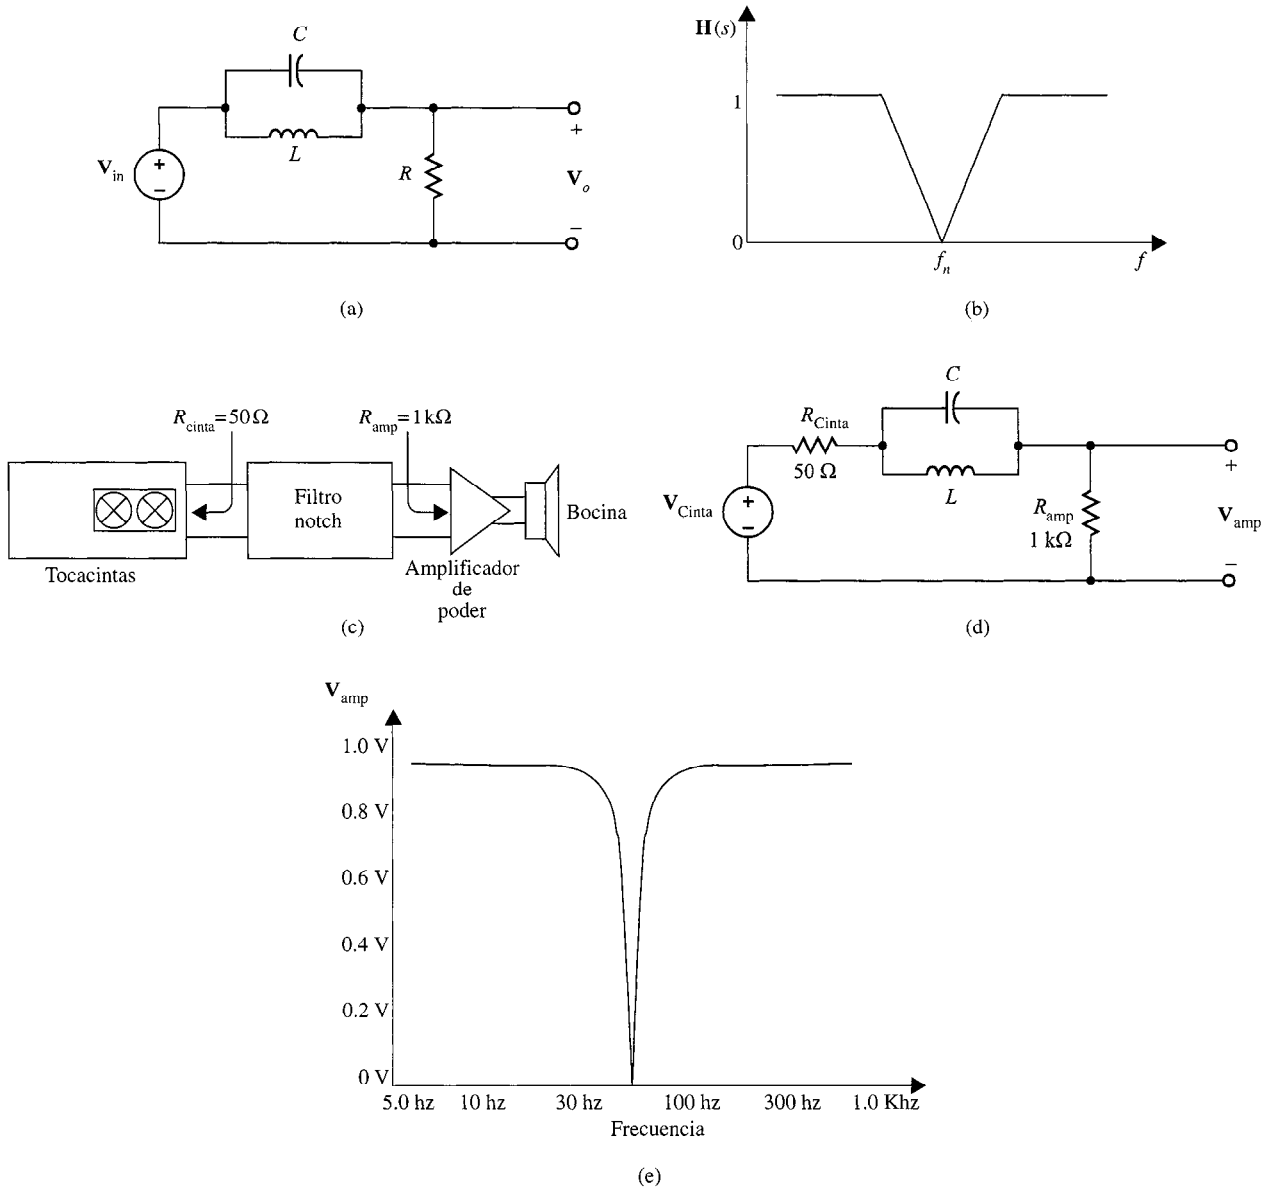 C
L
V_in
+
−
R
+
V_o
−
(a)
H(s)
1
0
f_n
f
(b)
R_cinta=50 Ω
R_amp=1 kΩ
Filtro
notch
Bocina
Tocacintas
Amplificador
de
poder
(c)
C
R_Cinta
50 Ω
L
V_Cinta
+
−
R_amp
1 kΩ
+
V_amp
−
(d)
V_amp
1.0 V
0.8 V
0.6 V
0.4 V
0.2 V
0 V
5.0 hz 10 hz 30 hz 100 hz 300 hz 1.0 Khz
Frecuencia
(e)